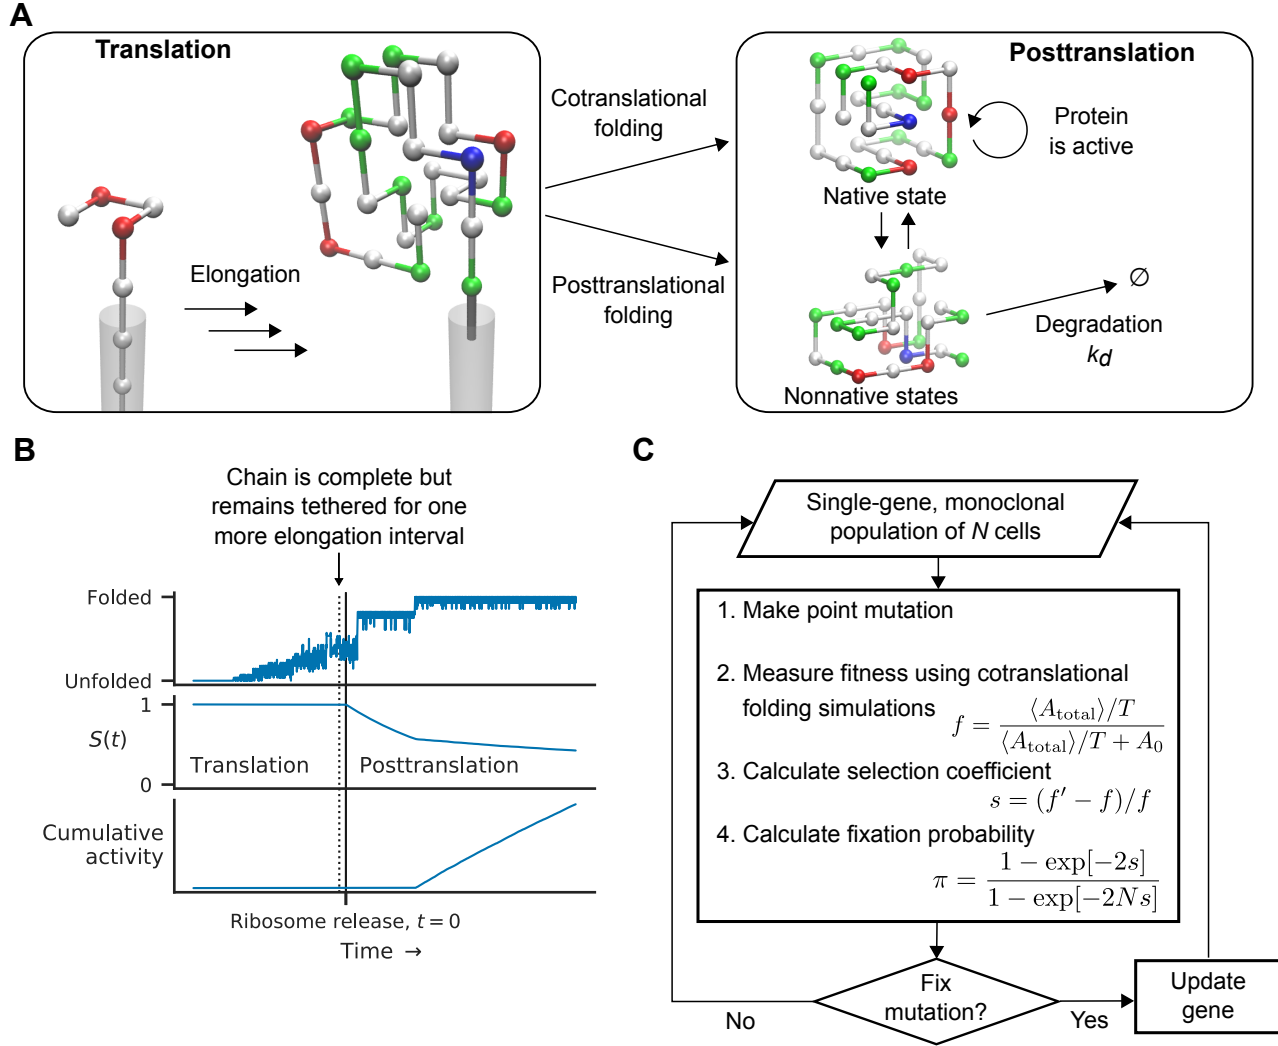 A
Translation
Elongation
Cotranslational
folding
Posttranslational
folding
Posttranslation
Protein
is active
Native state
∅
Degradation
k_d
Nonnative states
B
Chain is complete but
remains tethered for one
more elongation interval
Folded
Unfolded
1
S(t)
0
Translation
Posttranslation
Cumulative
activity
Ribosome release, t = 0
Time →
C
Single-gene, monoclonal
population of N cells
1. Make point mutation
2. Measure fitness using cotranslational
folding simulations
f = ⟨A_total⟩/T / (⟨A_total⟩/T + A_0)
3. Calculate selection coefficient
s = (f′ − f)/f
4. Calculate fixation probability
π = (1 − exp[−2s]) / (1 − exp[−2Ns])
Fix
mutation?
No
Yes
Update
gene